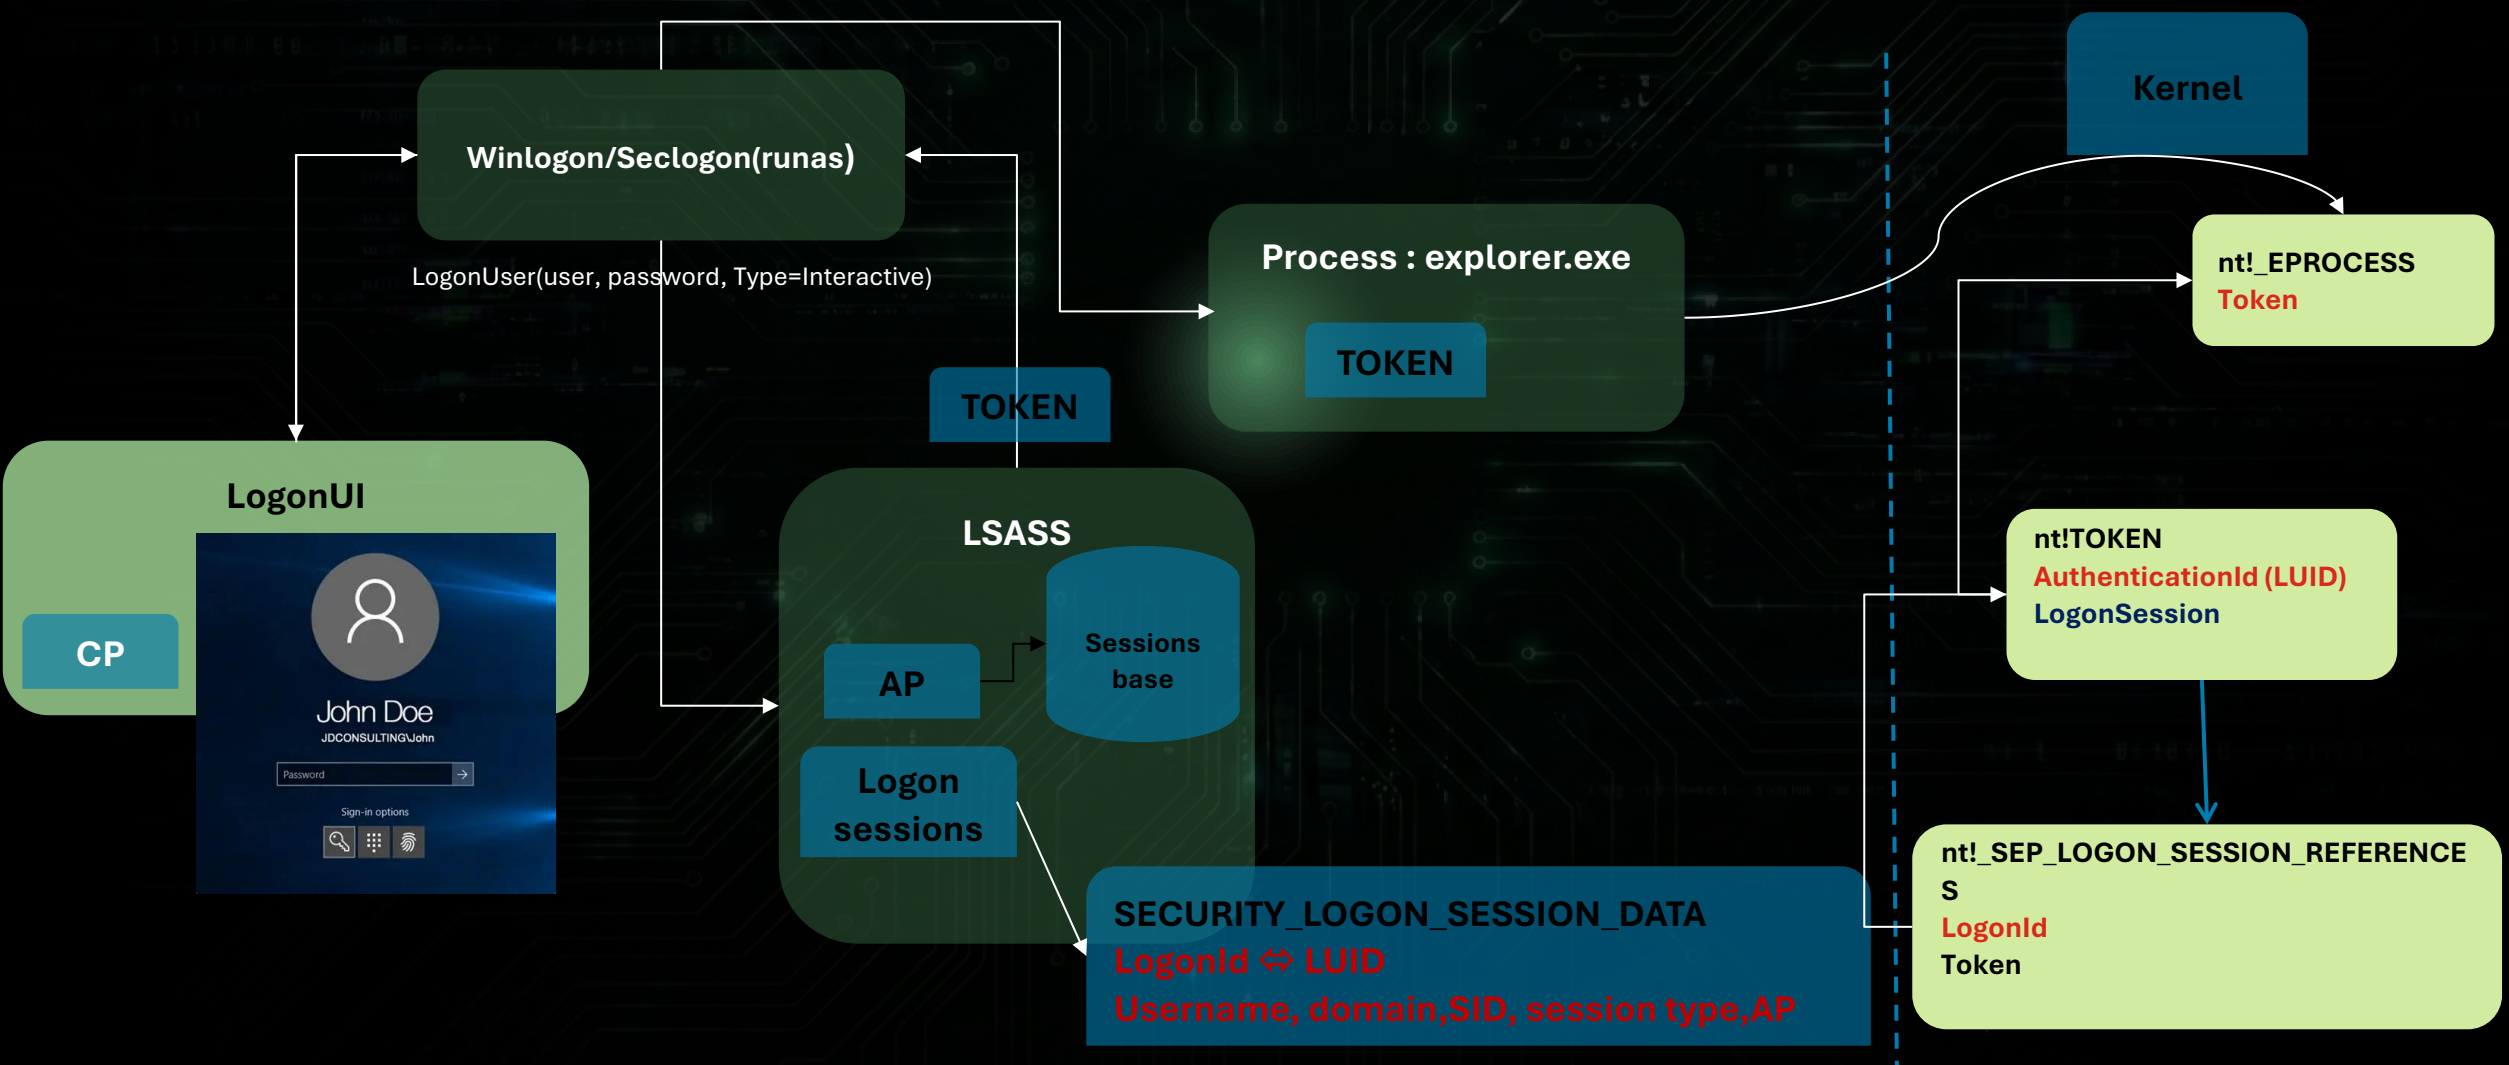 Kernel
Winlogon/Seclogon(runas)
LogonUser(user, password, Type=Interactive)
Process : explorer.exe
TOKEN
nt!_EPROCESS
Token
TOKEN
LogonUI
CP
John Doe
JDCONSULTING\John
Password
Sign-in options
LSASS
AP
Sessions
base
Logon
sessions
SECURITY_LOGON_SESSION_DATA
LogonId ⇔ LUID
Username, domain,SID, session type,AP
nt!TOKEN
AuthenticationId (LUID)
LogonSession
nt!_SEP_LOGON_SESSION_REFERENCE
S
LogonId
Token